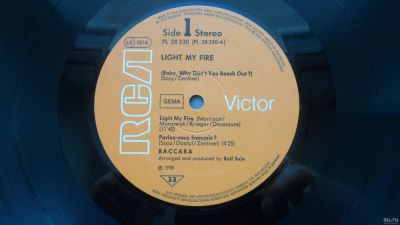 Side 1 Stereo
LC 0316
PL 28 330 (PL 28 330-A)
LIGHT MY FIRE
(Baby, Why Don't You Reach Out?)
(Soja/Zentner)
GEMA
RCA Victor
Light My Fire (Morrison/
Manzarek/Krieger/Densmore)
(11'40)
Parlez-vous français?
(Soja/Dostal/Zentner) (4'25)
BACCARA
Arranged and produced by Rolf Soja
Ⓟ 1978
33
au.ru